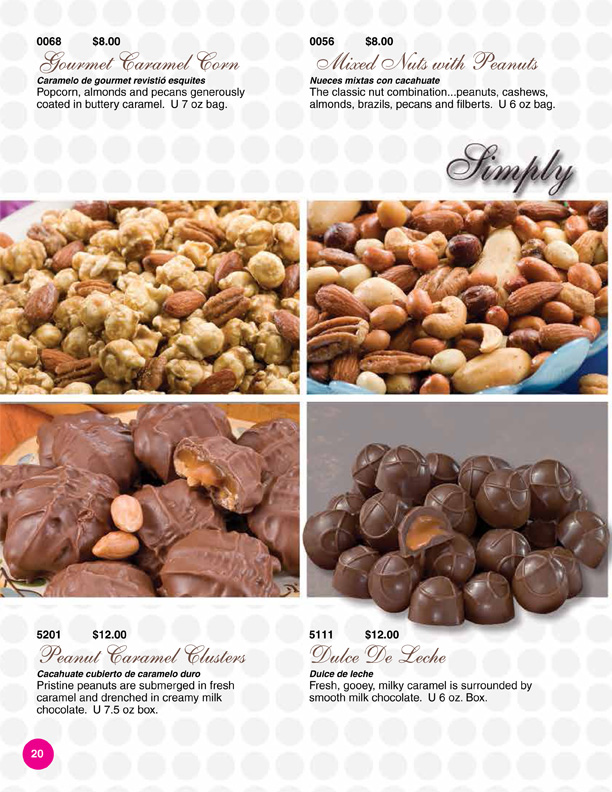 0068 $8.00
Gourmet Caramel Corn
Caramelo de gourmet revistió esquites
Popcorn, almonds and pecans generously
coated in buttery caramel. U 7 oz bag.
0056 $8.00
Mixed Nuts with Peanuts
Nueces mixtas con cacahuate
The classic nut combination...peanuts, cashews,
almonds, brazils, pecans and filberts. U 6 oz bag.
Simply
5201 $12.00
Peanut Caramel Clusters
Cacahuate cubierto de caramelo duro
Pristine peanuts are submerged in fresh
caramel and drenched in creamy milk
chocolate. U 7.5 oz box.
5111 $12.00
Dulce De Leche
Dulce de leche
Fresh, gooey, milky caramel is surrounded by
smooth milk chocolate. U 6 oz. Box.
20